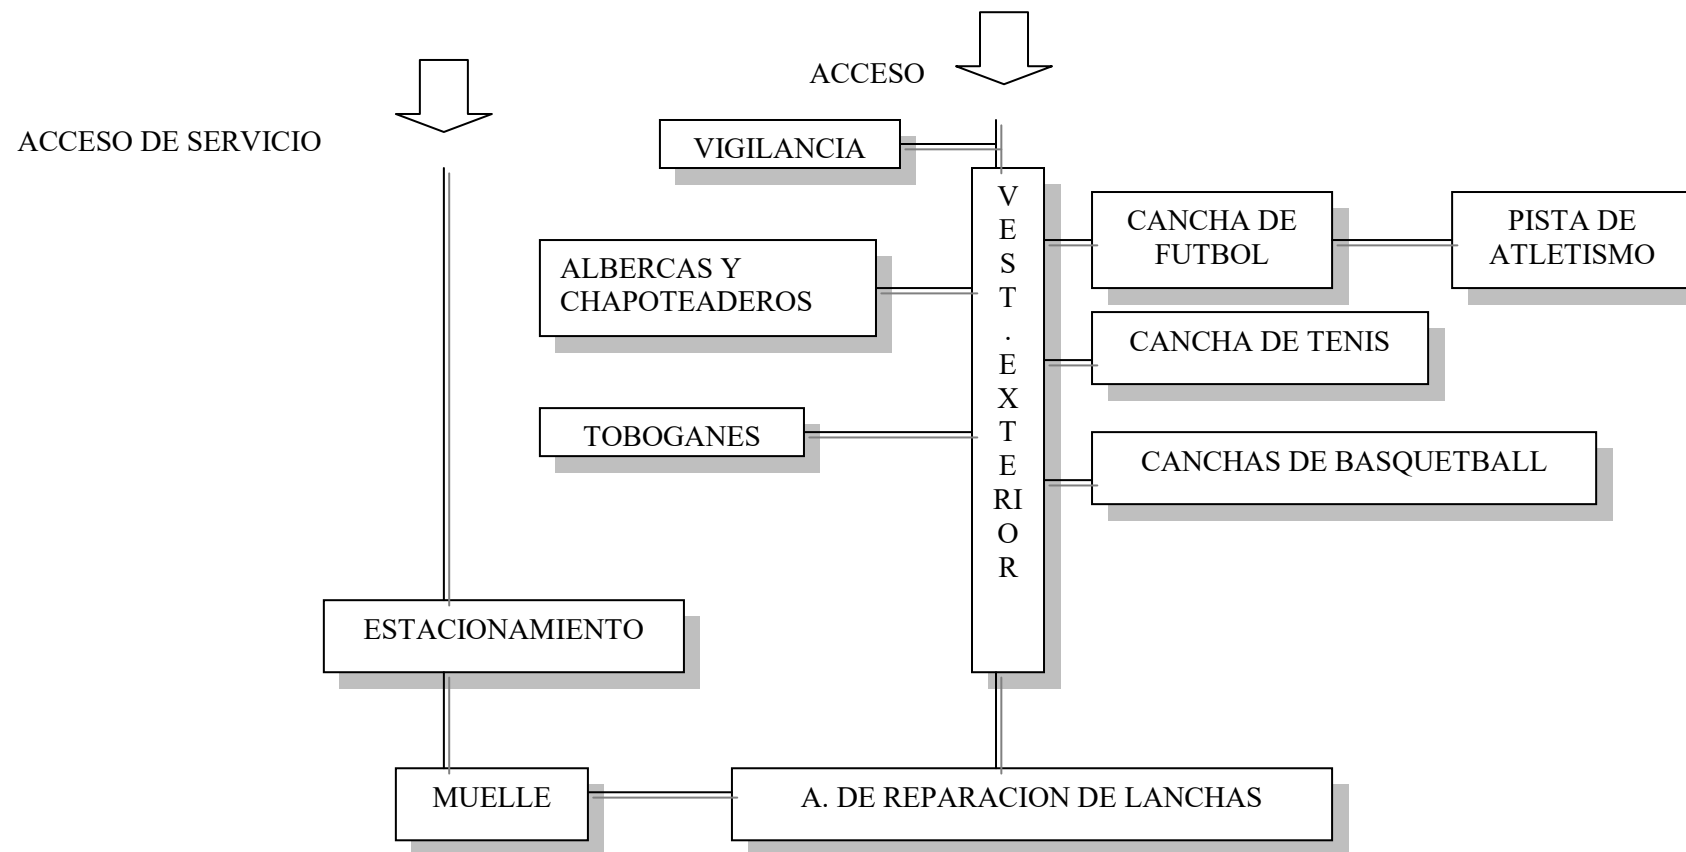 ACCESO
ACCESO DE SERVICIO
VIGILANCIA
V
E
S
T
.
E
X
T
E
RI
O
R
CANCHA DE
FUTBOL
PISTA DE
ATLETISMO
ALBERCAS Y
CHAPOTEADEROS
CANCHA DE TENIS
TOBOGANES
CANCHAS DE BASQUETBALL
ESTACIONAMIENTO
MUELLE
A. DE REPARACION DE LANCHAS